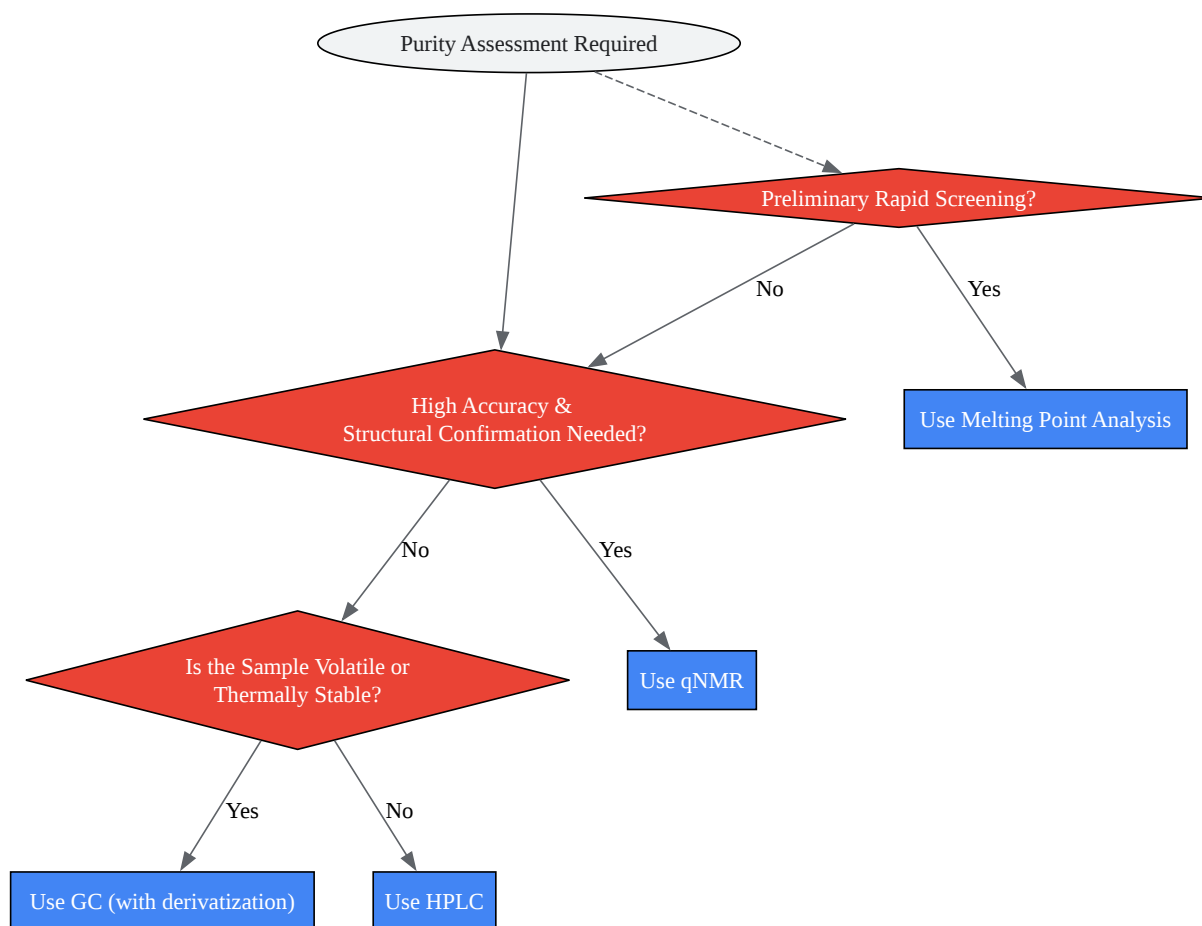 Purity Assessment Required
Preliminary Rapid Screening?
No
Yes
High Accuracy &
Structural Confirmation Needed?
Use Melting Point Analysis
No
Yes
Is the Sample Volatile or
Thermally Stable?
Use qNMR
Yes
No
Use GC (with derivatization)
Use HPLC